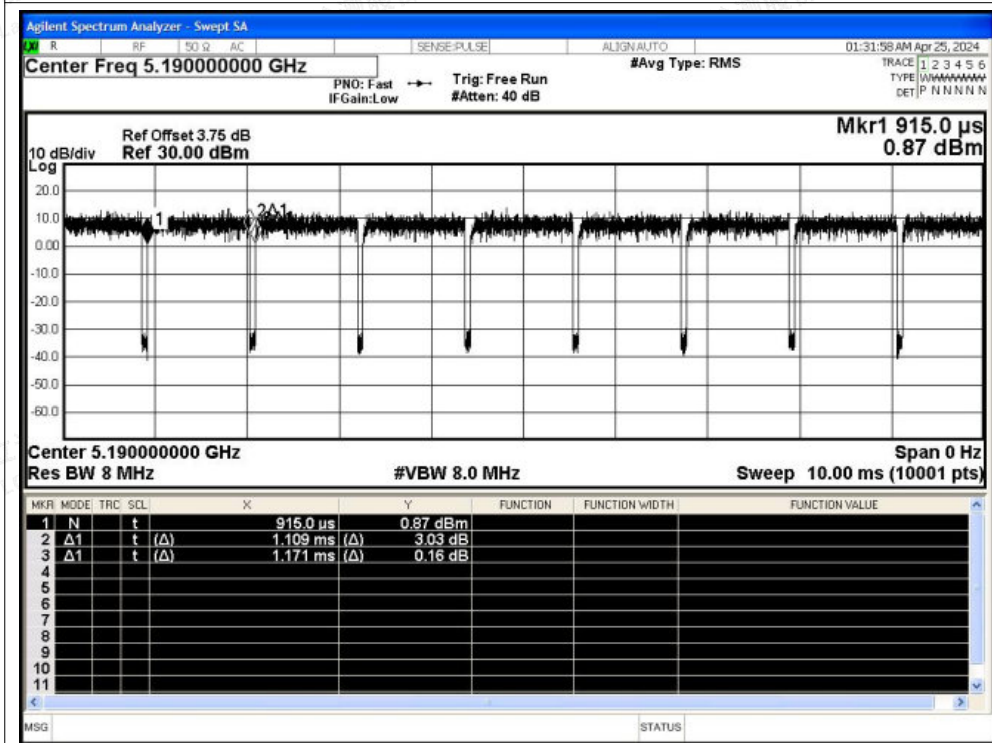 Agilent Spectrum Analyzer - Swept SA
LXI R RF 50 Ω AC SENSE:PULSE ALIGN AUTO 01:31:58 AM Apr 25, 2024
Center Freq 5.190000000 GHz #Avg Type: RMS TRACE 1 2 3 4 5 6
PNO: Fast Trig: Free Run TYPE WWWWWW
IFGain:Low #Atten: 40 dB DET P N N N N N
Mkr1 915.0 µs
Ref Offset 3.75 dB
10 dB/div Ref 30.00 dBm 0.87 dBm
Log
20.0
10.0
1 2Δ1
0.00
-10.0
-20.0
-30.0
-40.0
-50.0
-60.0
Center 5.190000000 GHz Span 0 Hz
Res BW 8 MHz #VBW 8.0 MHz Sweep 10.00 ms (10001 pts)
MKR MODE TRC SCL X Y FUNCTION FUNCTION WIDTH FUNCTION VALUE
1 N t 915.0 µs 0.87 dBm
2 Δ1 t (Δ) 1.109 ms (Δ) 3.03 dB
3 Δ1 t (Δ) 1.171 ms (Δ) 0.16 dB
4
5
6
7
8
9
10
11
MSG STATUS